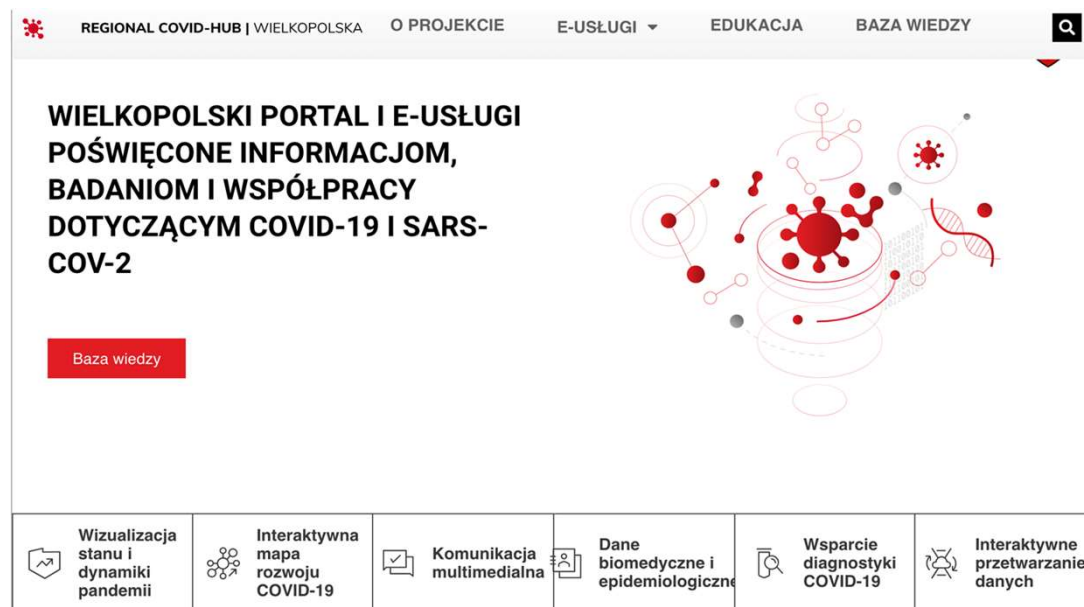 REGIONAL COVID-HUB | WIELKOPOLSKA
O PROJEKCIE
E-USŁUGI
EDUKACJA
BAZA WIEDZY
WIELKOPOLSKI PORTAL I E-USŁUGI
POŚWIĘCONE INFORMACJOM,
BADANIOM I WSPÓŁPRACY
DOTYCZĄCYM COVID-19 I SARS-
COV-2
Baza wiedzy
Wizualizacja
stanu i
dynamiki
pandemii
Interaktywna
mapa
rozwoju
COVID-19
Komunikacja
multimedialna
Dane
biomedyczne i
epidemiologiczne
Wsparcie
diagnostyki
COVID-19
Interaktywne
przetwarzanie
danych